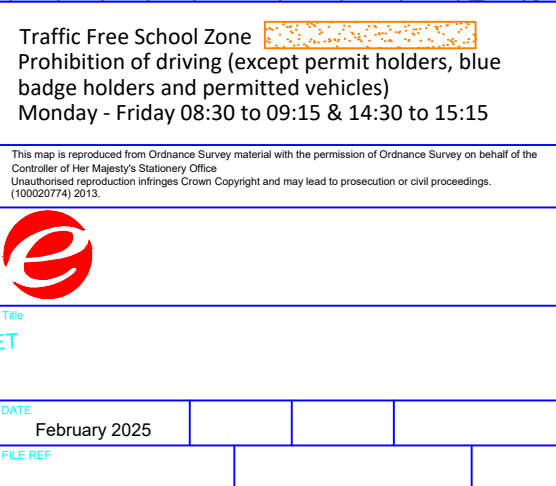 Traffic Free School Zone
Prohibition of driving (except permit holders, blue
badge holders and permitted vehicles)
Monday - Friday 08:30 to 09:15 & 14:30 to 15:15
This map is reproduced from Ordnance Survey material with the permission of Ordnance Survey on behalf of the
Controller of Her Majesty's Stationery Office
Unauthorised reproduction infringes Crown Copyright and may lead to prosecution or civil proceedings.
(100020774) 2013.
e
Title
ET
DATE
February 2025
FILE REF